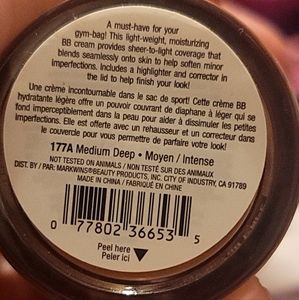 A must-have for your
gym-bag! This light-weight, moisturizing
BB cream provides sheer-to-light coverage that
blends seamlessly onto skin to help soften minor
imperfections. Includes a highlighter and corrector in
the lid to help finish your look!
Une crème incontournable dans le sac de sport! Cette crème BB
hydratante légère offre un pouvoir couvrant de diaphane à léger qui se
fond imperceptiblement dans la peau pour aider à dissimuler les petites
imperfections. Elle est offerte avec un rehausseur et un correcteur dans
le couvercle pour vous permettre de parfaire votre look!
177A Medium Deep • Moyen / Intense
NOT TESTED ON ANIMALS / NON TESTÉ SUR DES ANIMAUX
DIST. BY / PAR: MARKWINS® BEAUTY PRODUCTS, INC. CITY OF INDUSTRY, CA 91789
MADE IN CHINA / FABRIQUÉ EN CHINE
0 77802 36653 5
Peel here
Peler ici